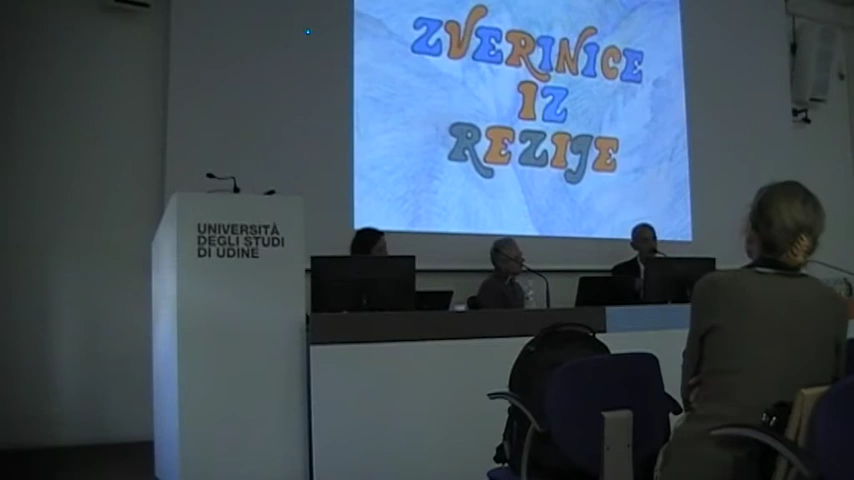 ZVERINICE
IZ
REZIJE
UNIVERSITÀ
DEGLI STUDI
DI UDINE